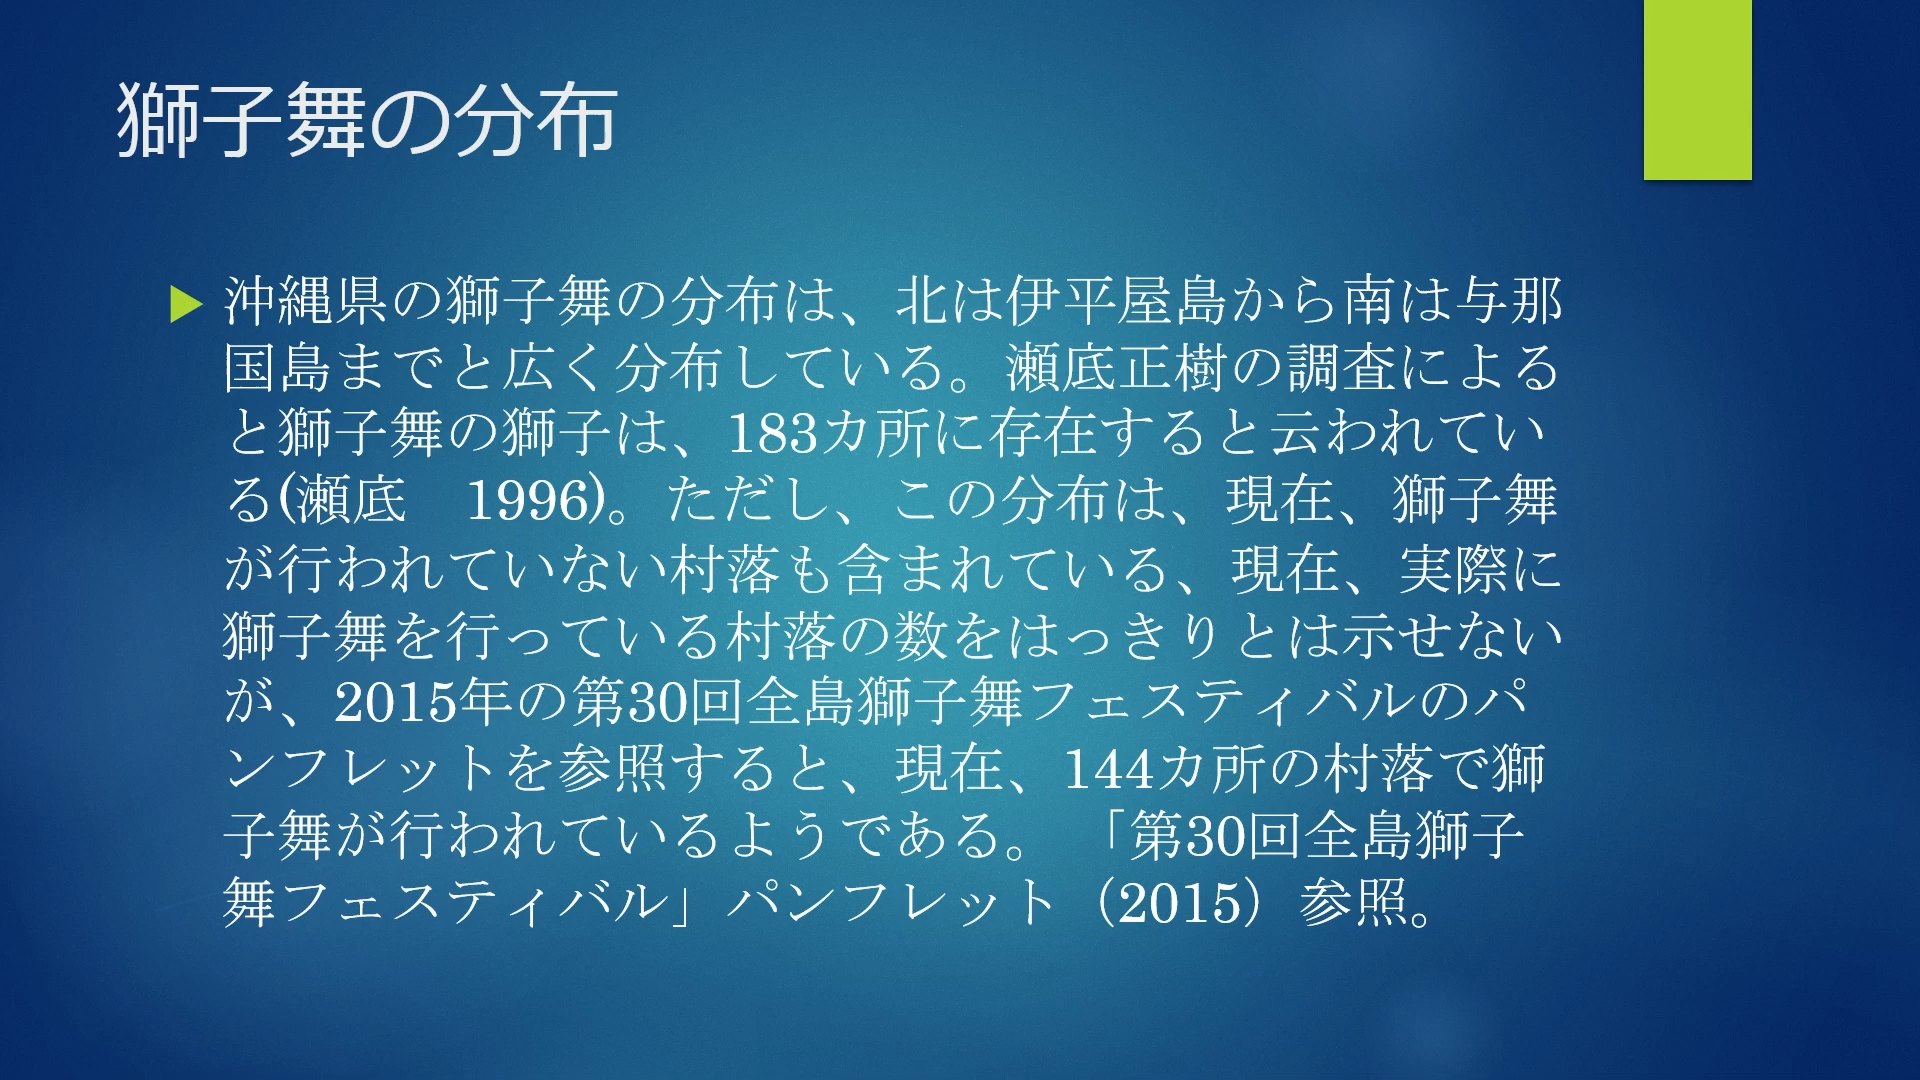 獅子舞の分布
沖縄県の獅子舞の分布は、北は伊平屋島から南は与那
国島までと広く分布している。瀬底正樹の調査による
と獅子舞の獅子は、183カ所に存在すると云われてい
る(瀬底　1996)。ただし、この分布は、現在、獅子舞
が行われていない村落も含まれている、現在、実際に
獅子舞を行っている村落の数をはっきりとは示せない
が、2015年の第30回全島獅子舞フェスティバルのパ
ンフレットを参照すると、現在、144カ所の村落で獅
子舞が行われているようである。 「第30回全島獅子
舞フェスティバル」パンフレット（2015）参照。